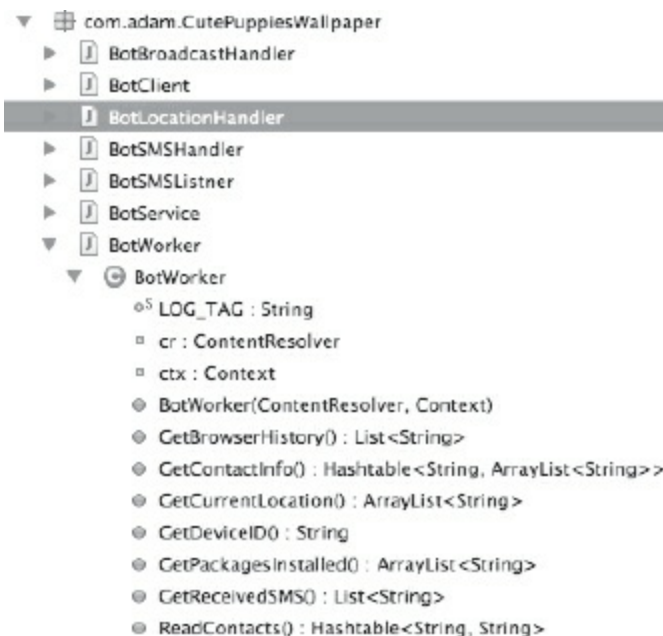 com.adam.CutePuppiesWallpaper
BotBroadcastHandler
BotClient
BotLocationHandler
BotSMSHandler
BotSMSListner
BotService
BotWorker
BotWorker
LOG_TAG : String
cr : ContentResolver
ctx : Context
BotWorker(ContentResolver, Context)
GetBrowserHistory() : List<String>
GetContactInfo() : Hashtable<String, ArrayList<String>>
GetCurrentLocation() : ArrayList<String>
GetDeviceID() : String
GetPackagesInstalled() : ArrayList<String>
GetReceivedSMS() : List<String>
ReadContacts() : Hashtable<String, String>